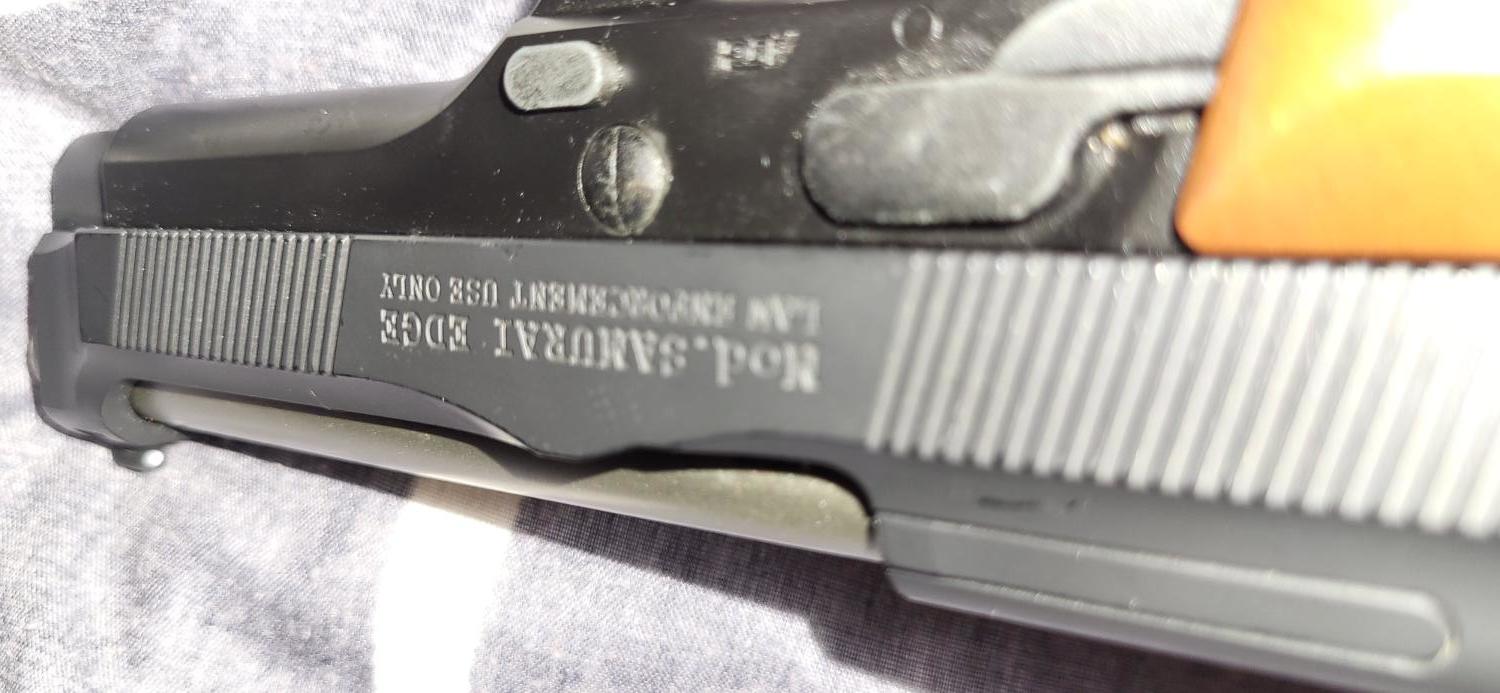 Mod.SAMURAI EDGE
LAW ENFORCEMENT USE ONLY